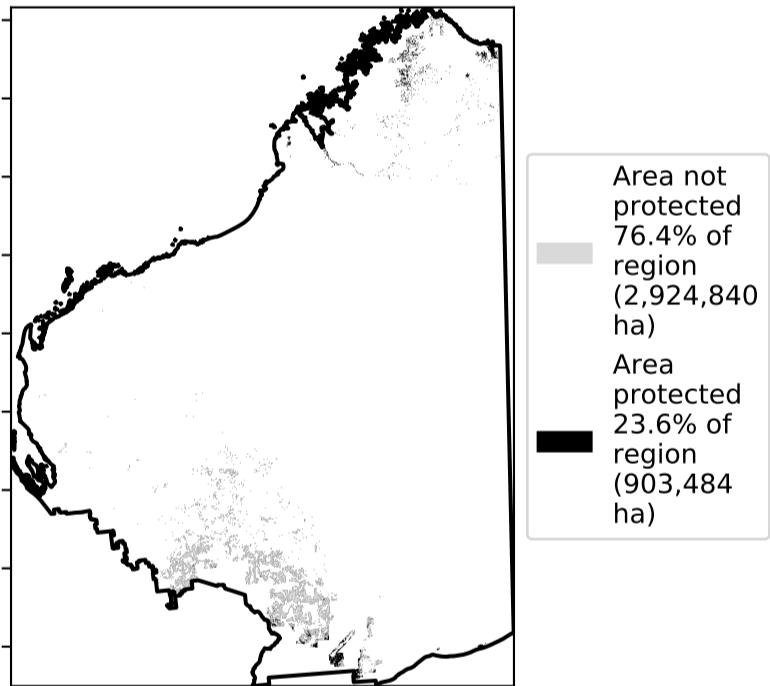 Area not
protected
76.4% of
region
(2,924,840
ha)
Area
protected
23.6% of
region
(903,484
ha)